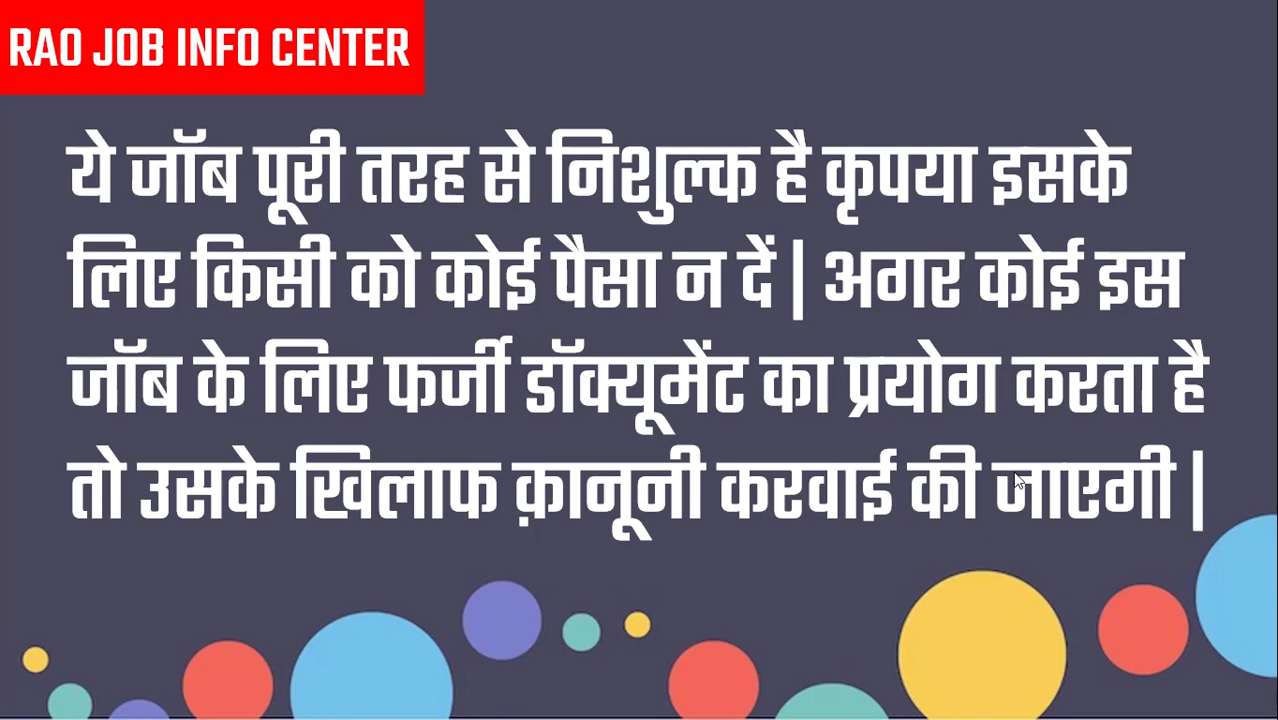 RAO JOB INFO CENTER
ये जॉब पूरी तरह से निशुल्क है कृपया इसके
लिए किसी को कोई पैसा न दें | अगर कोई इस
जॉब के लिए फर्जी डॉक्यूमेंट का प्रयोग करता है
तो उसके खिलाफ क़ानूनी करवाई की जाएगी |